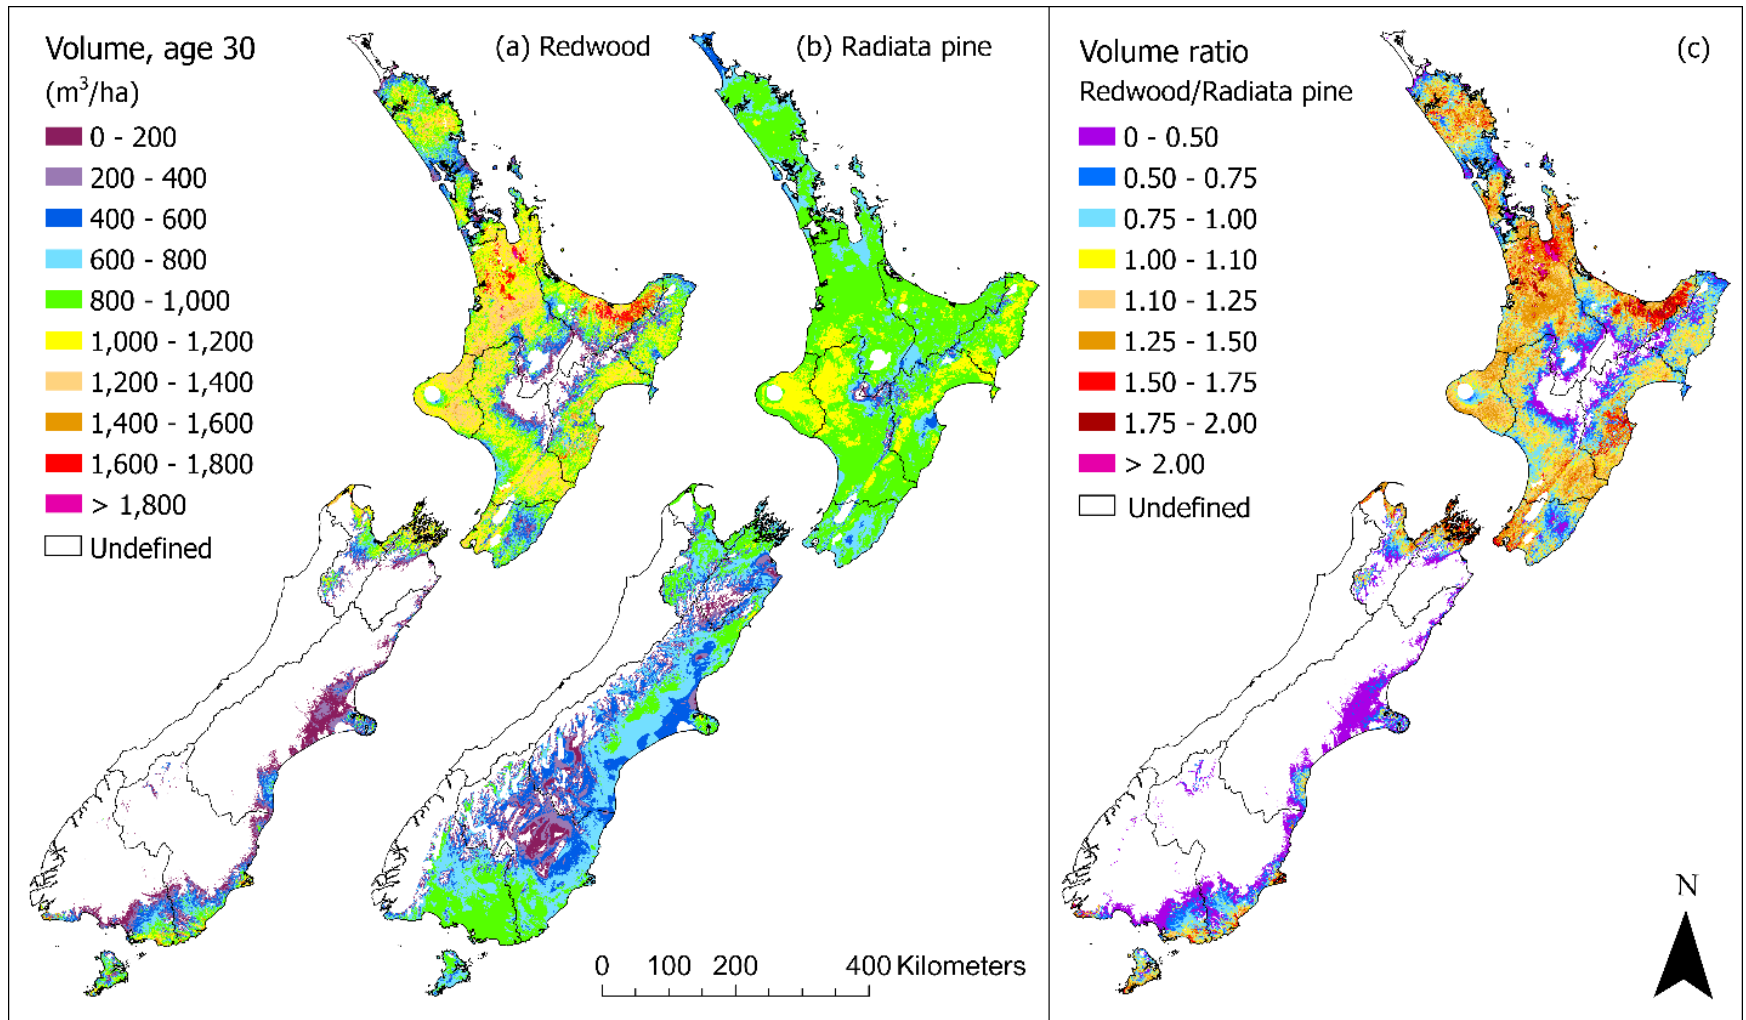 Volume, age 30
(m³/ha)
0 - 200
200 - 400
400 - 600
600 - 800
800 - 1,000
1,000 - 1,200
1,200 - 1,400
1,400 - 1,600
1,600 - 1,800
> 1,800
Undefined
(a) Redwood
(b) Radiata pine
0 100 200 400 Kilometers
Volume ratio
Redwood/Radiata pine
0 - 0.50
0.50 - 0.75
0.75 - 1.00
1.00 - 1.10
1.10 - 1.25
1.25 - 1.50
1.50 - 1.75
1.75 - 2.00
> 2.00
Undefined
(c)
N